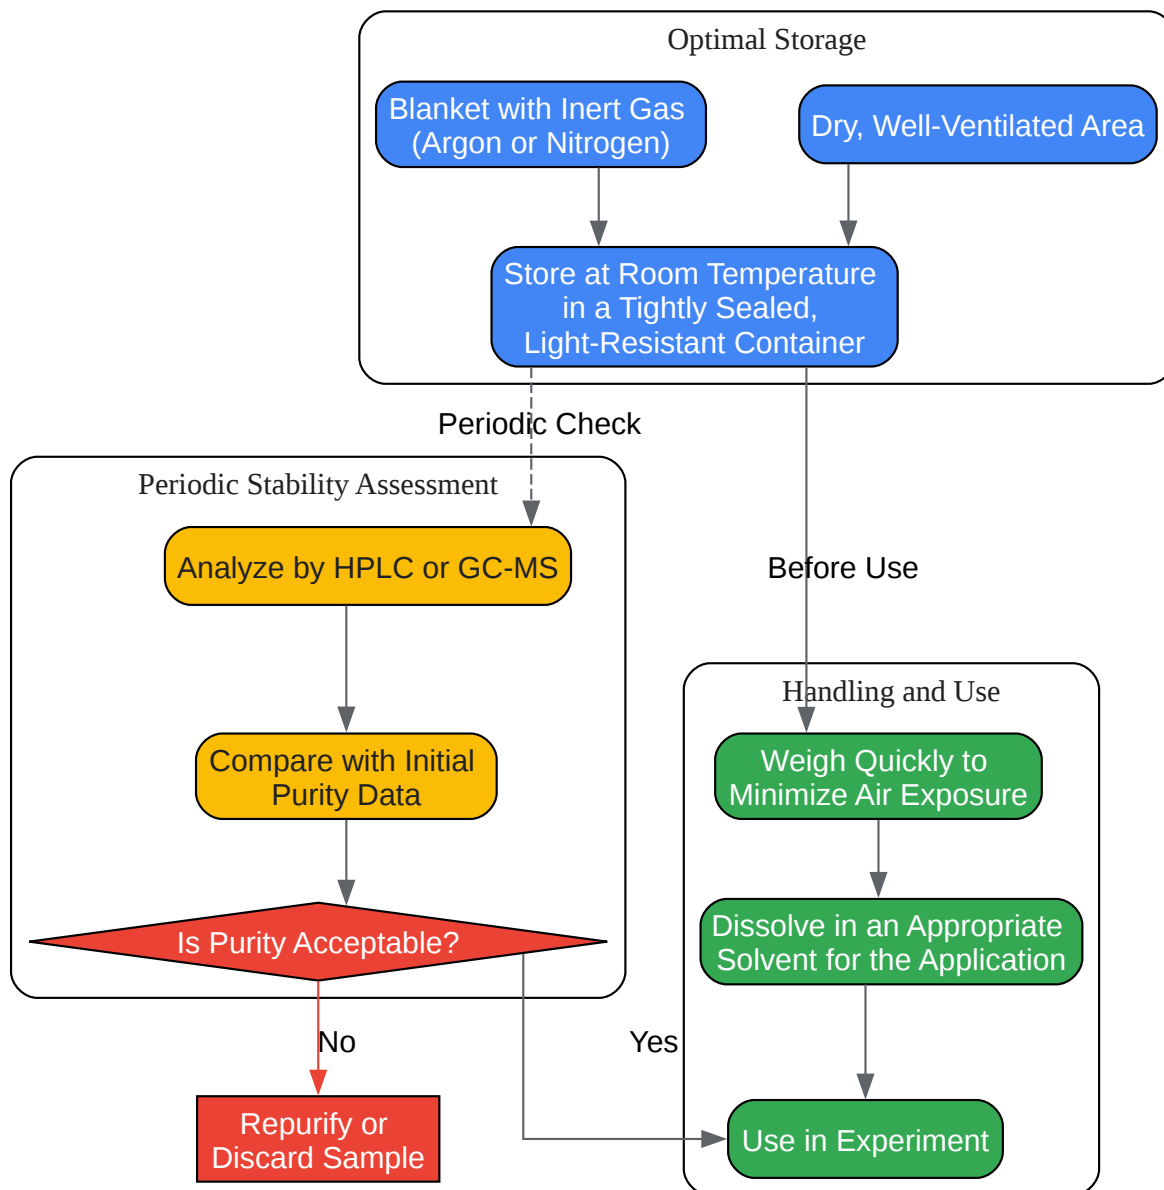 Optimal Storage
Blanket with Inert Gas
(Argon or Nitrogen)
Dry, Well-Ventilated Area
Store at Room Temperature
in a Tightly Sealed,
Light-Resistant Container
Periodic Check
Periodic Stability Assessment
Analyze by HPLC or GC-MS
Before Use
Compare with Initial
Purity Data
Is Purity Acceptable?
Handling and Use
Weigh Quickly to
Minimize Air Exposure
Dissolve in an Appropriate
Solvent for the Application
No
Yes
Repurify or
Discard Sample
Use in Experiment